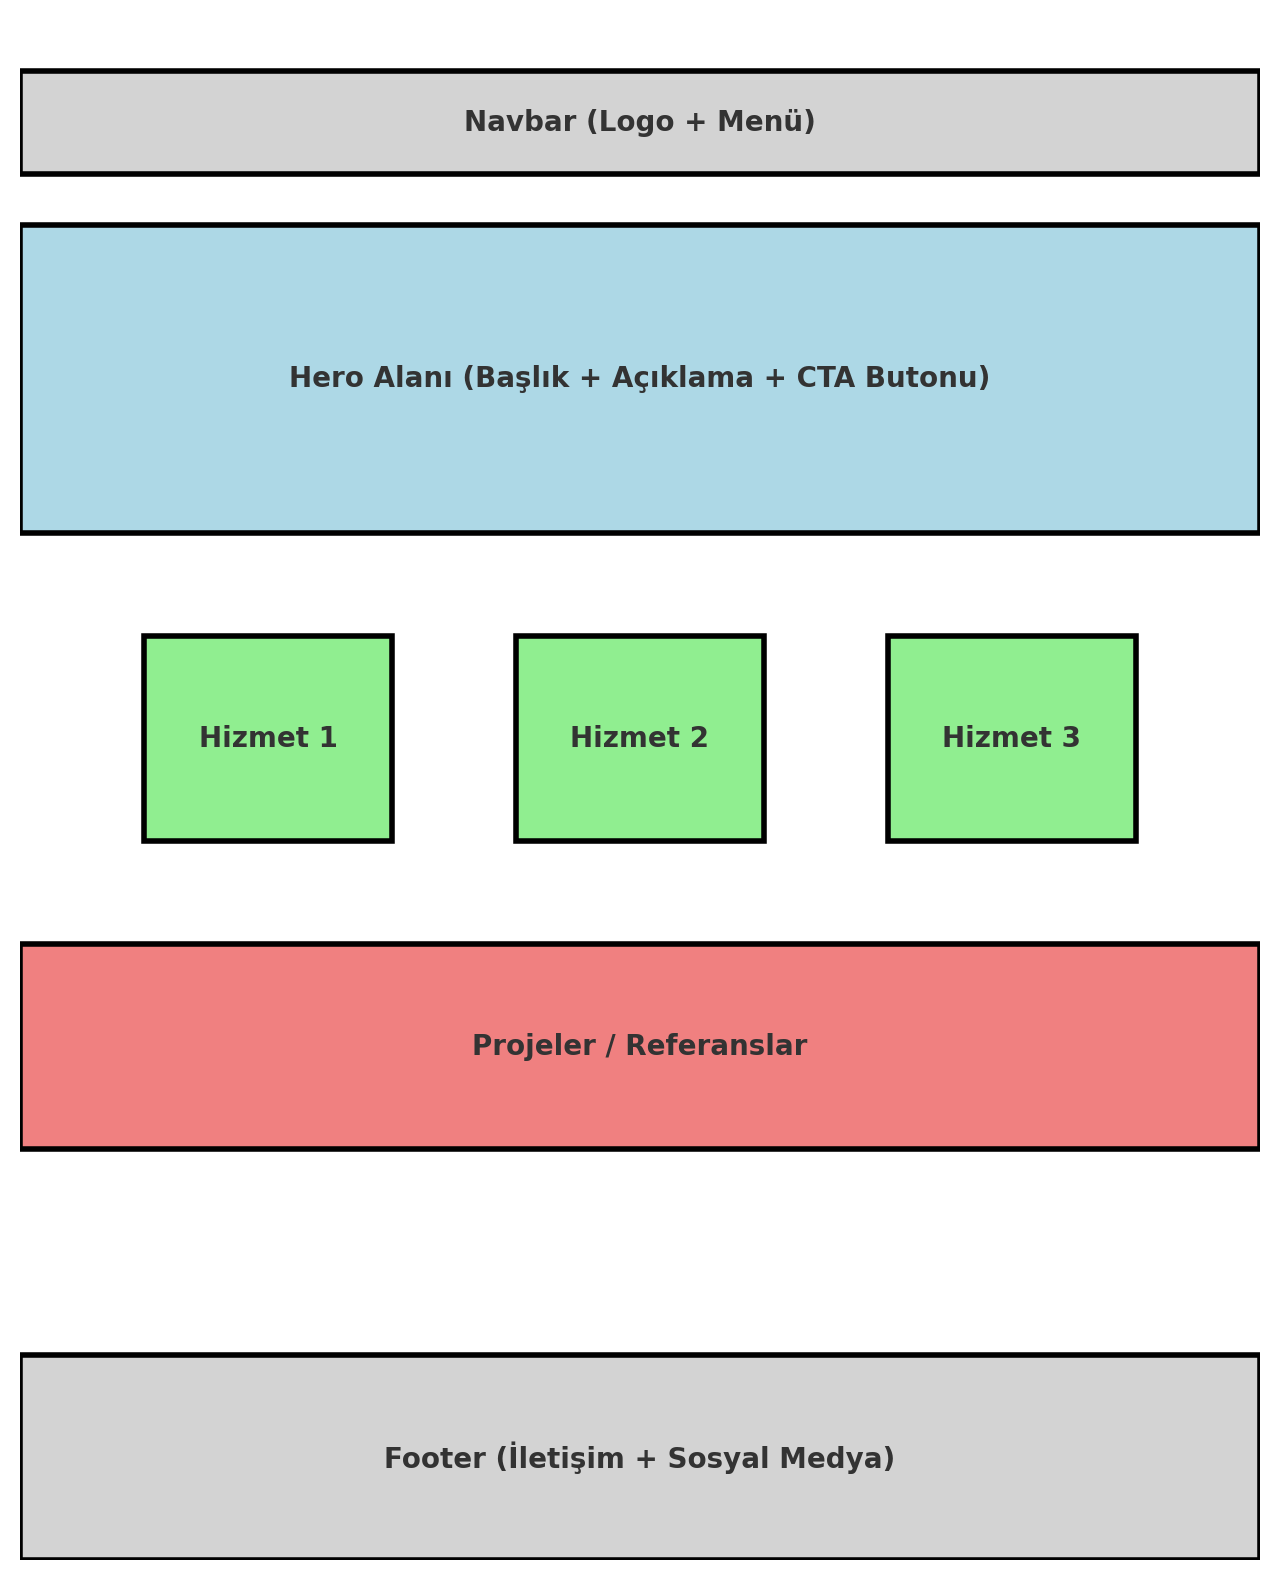 Navbar (Logo + Menü)
Hero Alanı (Başlık + Açıklama + CTA Butonu)
Hizmet 1
Hizmet 2
Hizmet 3
Projeler / Referanslar
Footer (İletişim + Sosyal Medya)